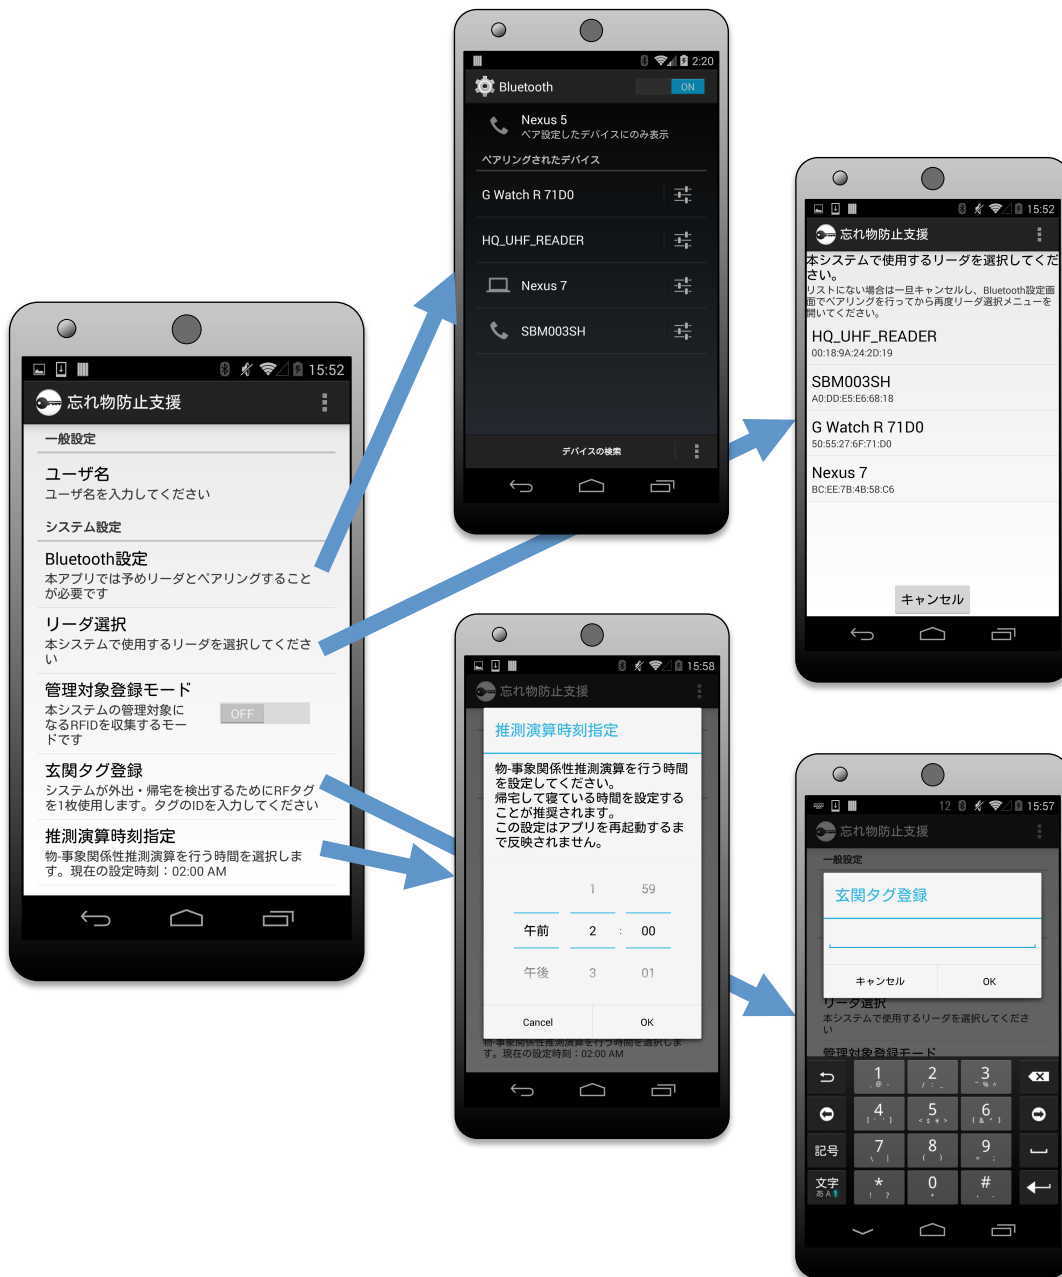 15:52
忘れ物防止支援
一般設定
ユーザ名
ユーザ名を入力してください
システム設定
Bluetooth設定
本アプリでは予めリーダとペアリングすること
が必要です
リーダ選択
本システムで使用するリーダを選択してくださ
い
管理対象登録モード
本システムの管理対象に
なるRFIDを収集するモー
ドです
OFF
玄関タグ登録
システムが外出・帰宅を検出するためにRFタグ
を1枚使用します。タグのIDを入力してください
推測演算時刻指定
物-事象関係性推測演算を行う時間を選択しま
す。現在の設定時刻：02:00 AM
2:20
Bluetooth
ON
Nexus 5
ペア設定したデバイスにのみ表示
ペアリングされたデバイス
G Watch R 71D0
HQ_UHF_READER
Nexus 7
SBM003SH
デバイスの検索
15:52
忘れ物防止支援
本システムで使用するリーダを選択してくだ
さい。
リストにない場合は一旦キャンセルし、Bluetooth設定画
面でペアリングを行ってから再度リーダ選択メニューを
開いてください。
HQ_UHF_READER
00:18:9A:24:2D:19
SBM003SH
A0:DD:E5:E6:68:18
G Watch R 71D0
50:55:27:6F:71:D0
Nexus 7
BC:EE:7B:4B:58:C6
キャンセル
15:58
忘れ物防止支援
推測演算時刻指定
物-事象関係性推測演算を行う時間
を設定してください。
帰宅して寝ている時間を設定する
ことが推奨されます。
この設定はアプリを再起動するま
で反映されません。
1 59
午前 2 : 00
午後 3 01
Cancel OK
物-事象関係性推測演算を行う時間を選択しま
す。現在の設定時刻：02:00 AM
12 15:57
忘れ物防止支援
一般設定
玄関タグ登録
キャンセル OK
リーダ選択
本システムで使用するリーダを選択してくださ
い
管理対象登録モード
1 2 3
4 5 6
記号 7 8 9
文字 * 0 #
あA1